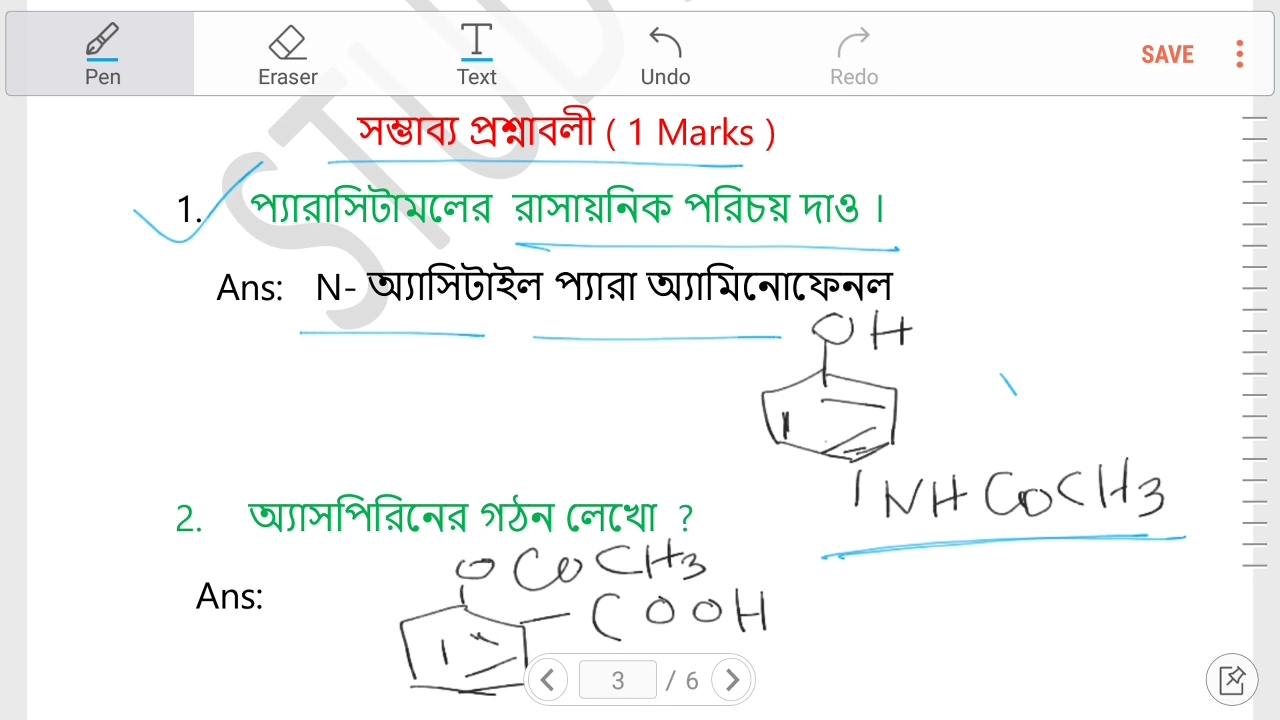 Pen Eraser Text Undo Redo SAVE
সম্ভাব্য প্রশ্নাবলী ( 1 Marks )
1. প্যারাসিটামলের রাসায়নিক পরিচয় দাও ।
Ans: N- অ্যাসিটাইল প্যারা অ্যামিনোফেনল
OH
NHCOCH3
2. অ্যাসপিরিনের গঠন লেখো ?
OCOCH3
Ans:
COOH
3 / 6